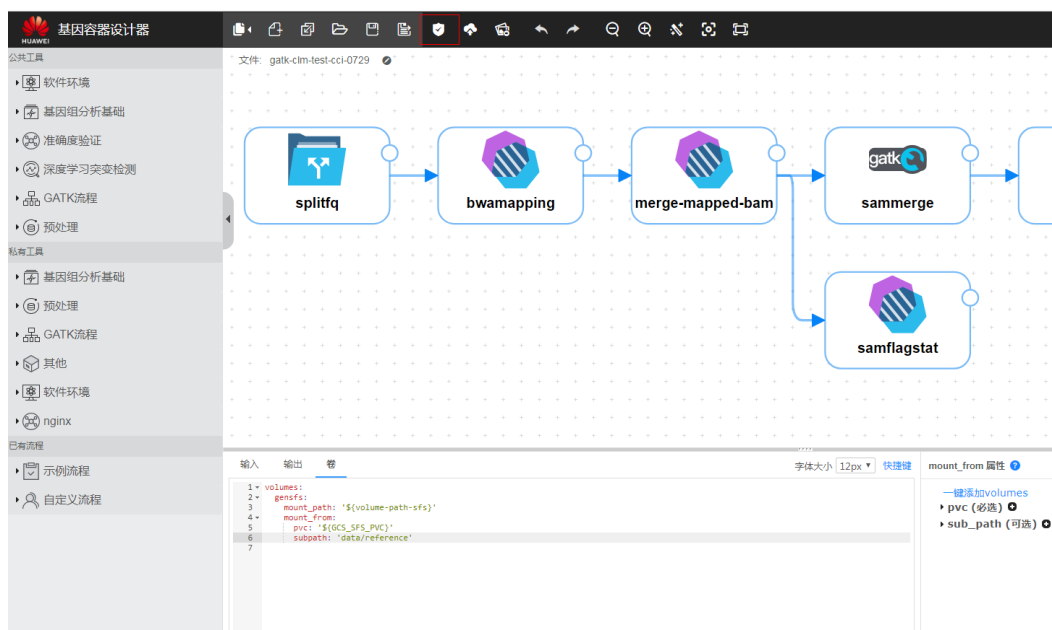 HUAWEI
基因容器设计器
公共工具
软件环境
基因组分析基础
准确度验证
深度学习突变检测
GATK流程
预处理
私有工具
基因组分析基础
预处理
GATK流程
其他
软件环境
nginx
已有流程
示例流程
自定义流程
文件: gatk-clm-test-cci-0729
splitfq
bwamapping
merge-mapped-bam
gatk
sammerge
samflagstat
输入 输出 卷
字体大小 12px 快捷键
1 volumes:
2 gensfs:
3 mount_path: '${volume-path-sfs}'
4 mount_from:
5 pvc: '${GCS_SFS_PVC}'
6 subpath: 'data/reference'
7
mount_from 属性
一键添加volumes
pvc (必选)
sub_path (可选)